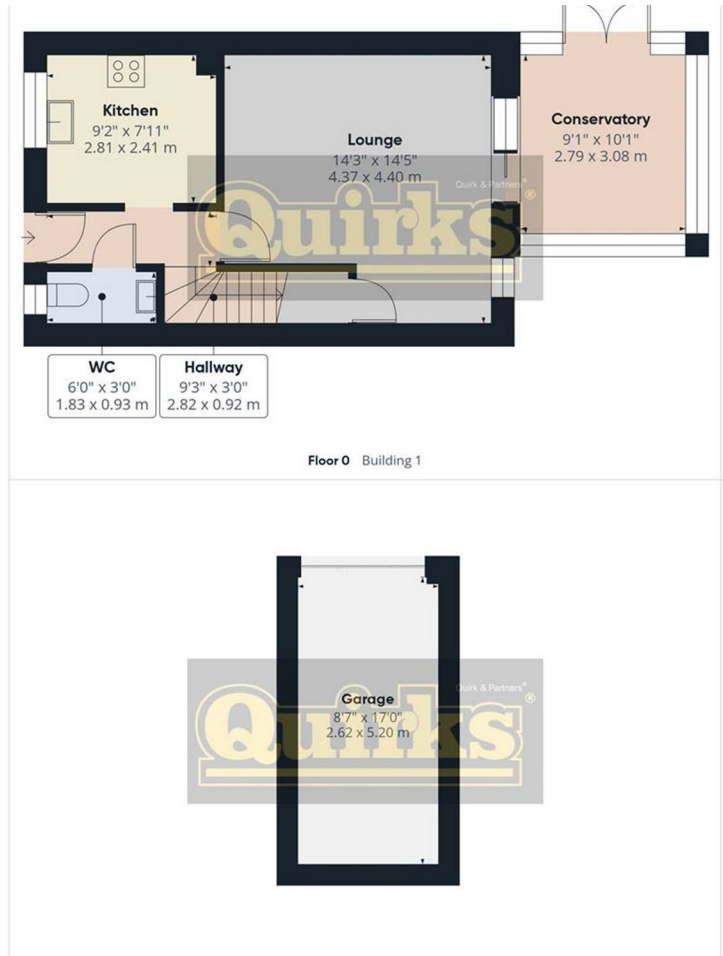 Kitchen
9'2" x 7'11"
2.81 x 2.41 m
Lounge
14'3" x 14'5"
4.37 x 4.40 m
Conservatory
9'1" x 10'1"
2.79 x 3.08 m
Quirk & Partners®
Quirks®
WC
6'0" x 3'0"
1.83 x 0.93 m
Hallway
9'3" x 3'0"
2.82 x 0.92 m
Floor 0 Building 1
Quirk & Partners®
Quirks®
Garage
8'7" x 17'0"
2.62 x 5.20 m